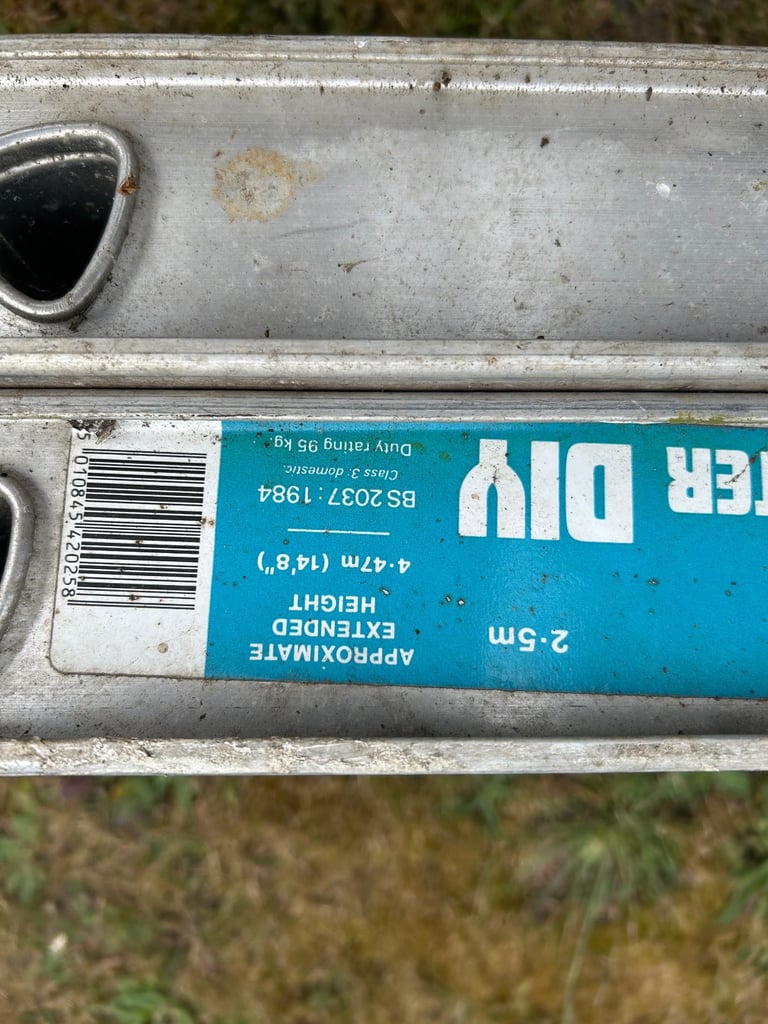 TER DIY
2·5m
APPROXIMATE
EXTENDED
HEIGHT
4·47m (14'8")
BS 2037 : 1984
Class 3: domestic.
Duty rating 95 kg.
5 010845 420258